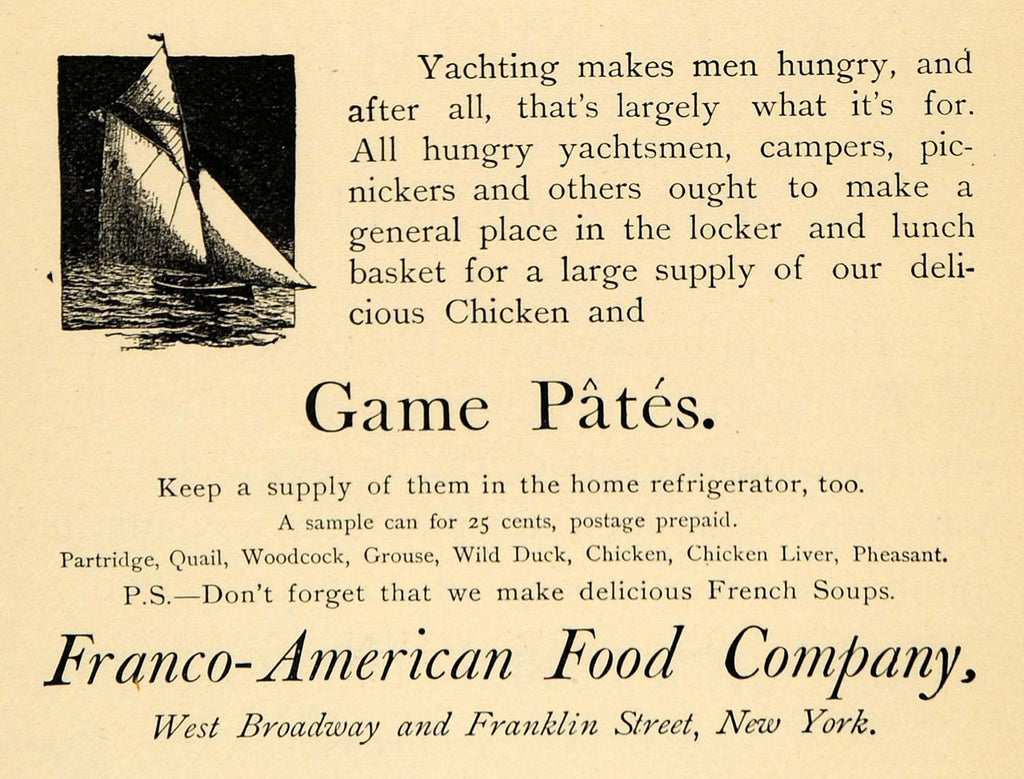 Yachting makes men hungry, and
after all, that's largely what it's for.
All hungry yachtsmen, campers, pic-
nickers and others ought to make a
general place in the locker and lunch
basket for a large supply of our deli-
cious Chicken and
Game Pâtés.
Keep a supply of them in the home refrigerator, too.
A sample can for 25 cents, postage prepaid.
Partridge, Quail, Woodcock, Grouse, Wild Duck, Chicken, Chicken Liver, Pheasant.
P.S.—Don't forget that we make delicious French Soups.
Franco-American Food Company,
West Broadway and Franklin Street, New York.